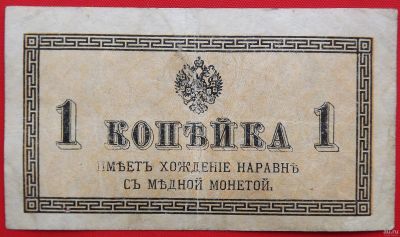 1 КОПѢЙКА 1
ИМѢЕТЪ ХОЖДЕНІЕ НАРАВНѢ
СЪ МѢДНОЙ МОНЕТОЙ.